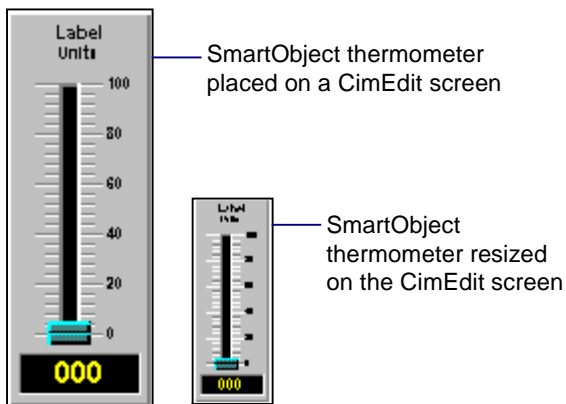 Label
Units
100
80
60
40
20
0
000
SmartObject thermometer
placed on a CimEdit screen
Label
000
SmartObject
thermometer resized
on the CimEdit screen